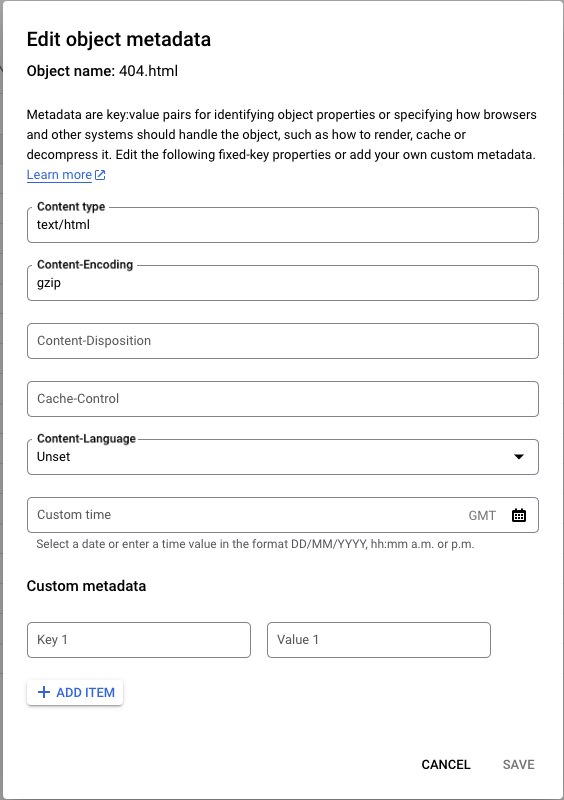 Edit object metadata
Object name: 404.html
Metadata are key:value pairs for identifying object properties or specifying how browsers
and other systems should handle the object, such as how to render, cache or
decompress it. Edit the following fixed-key properties or add your own custom metadata.
Learn more
Content type
text/html
Content-Encoding
gzip
Content-Disposition
Cache-Control
Content-Language
Unset
Custom time GMT
Select a date or enter a time value in the format DD/MM/YYYY, hh:mm a.m. or p.m.
Custom metadata
Key 1 Value 1
ADD ITEM
CANCEL SAVE